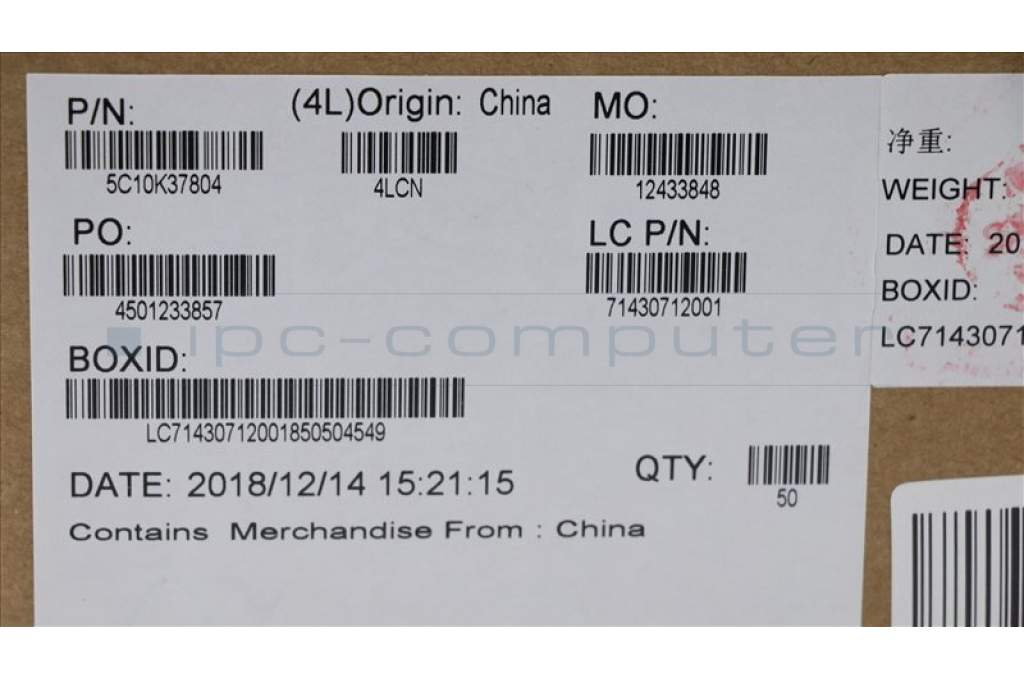 P/N:
5C10K37804
(4L)Origin: China
4LCN
MO:
12433848
PO:
4501233857
LC P/N:
71430712001
BOXID:
LC71430712001850504549
DATE: 2018/12/14 15:21:15
QTY:
50
Contains Merchandise From : China
净重:
WEIGHT:
DATE: 20
BOXID:
LC7143071
ipc-computer